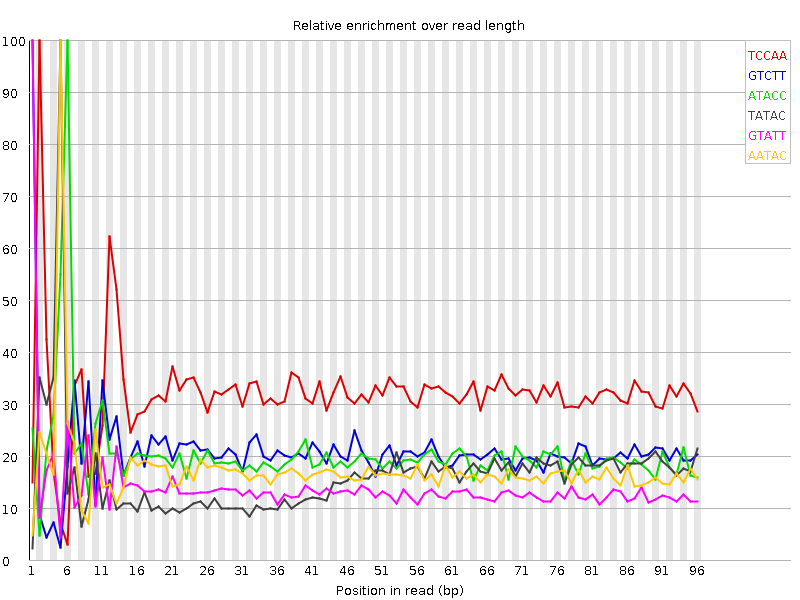 Relative enrichment over read length
100
90
80
70
60
50
40
30
20
10
0
TCCAA
GTCTT
ATACC
TATAC
GTATT
AATAC
1 6 11 16 21 26 31 36 41 46 51 56 61 66 71 76 81 86 91 96
Position in read (bp)